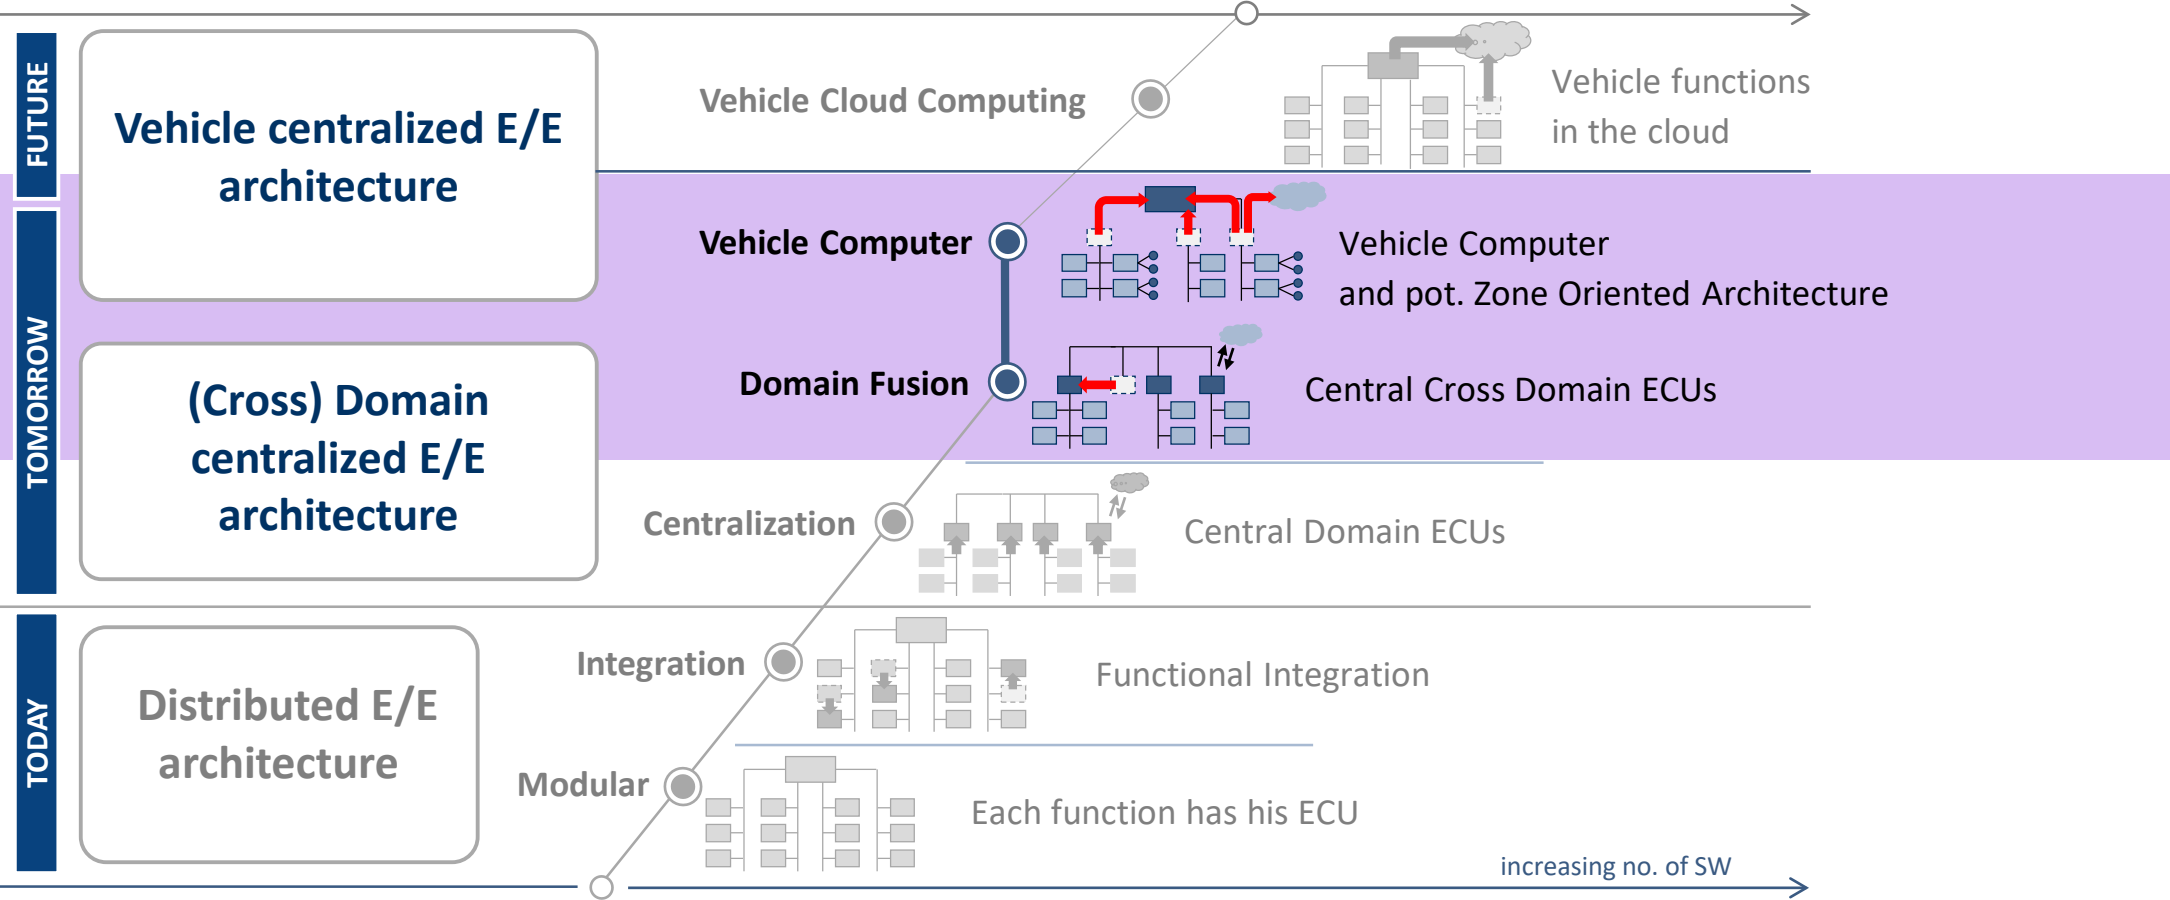 FUTURE
Vehicle centralized E/E
architecture
Vehicle Cloud Computing
Vehicle functions
in the cloud
TOMORROW
Vehicle Computer
Vehicle Computer
and pot. Zone Oriented Architecture
(Cross) Domain
centralized E/E
architecture
Domain Fusion
Central Cross Domain ECUs
Centralization
Central Domain ECUs
TODAY
Distributed E/E
architecture
Integration
Functional Integration
Modular
Each function has his ECU
increasing no. of SW